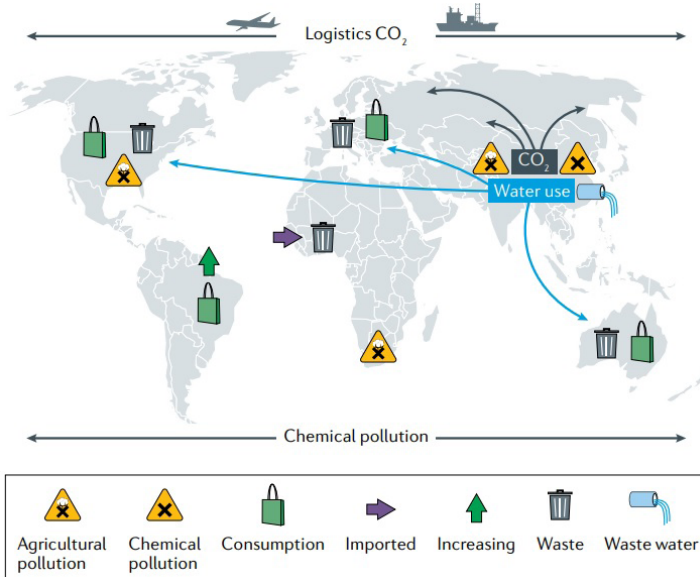 Logistics CO₂
CO₂
Water use
Chemical pollution
Agricultural
pollution
Chemical
pollution
Consumption
Imported
Increasing
Waste
Waste water